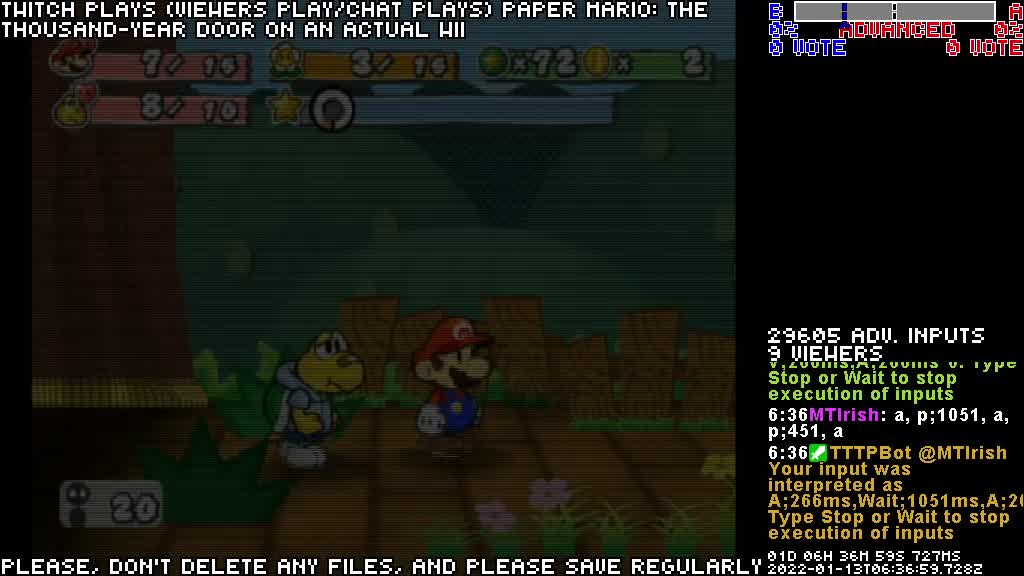 TWITCH PLAYS (VIEWERS PLAY/CHAT PLAYS) PAPER MARIO: THE
THOUSAND-YEAR DOOR ON AN ACTUAL WII
B A
0% ADVANCED 0%
0 VOTE 0 VOTE
7/ 15 3/ 15 ×72 × 2
8/ 10
20
29605 ADV. INPUTS
9 VIEWERS
Stop or Wait to stop
execution of inputs
6:36MTIrish: a, p;1051, a,
p;451, a
6:36 TTTPBot @MTIrish
Your input was
interpreted as
A;266ms,Wait;1051ms,A;26
Type Stop or Wait to stop
execution of inputs
PLEASE, DON'T DELETE ANY FILES, AND PLEASE SAVE REGULARLY
01D 06H 36M 59S 727MS
2022-01-13T06:36:59.728Z